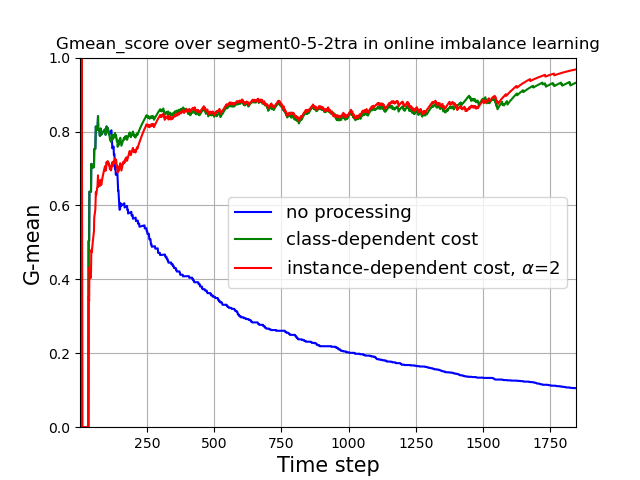 Gmean_score over segment0-5-2tra in online imbalance learning
G-mean
1.0
0.8
0.6
0.4
0.2
0.0
no processing
class-dependent cost
instance-dependent cost, α=2
250 500 750 1000 1250 1500 1750
Time step